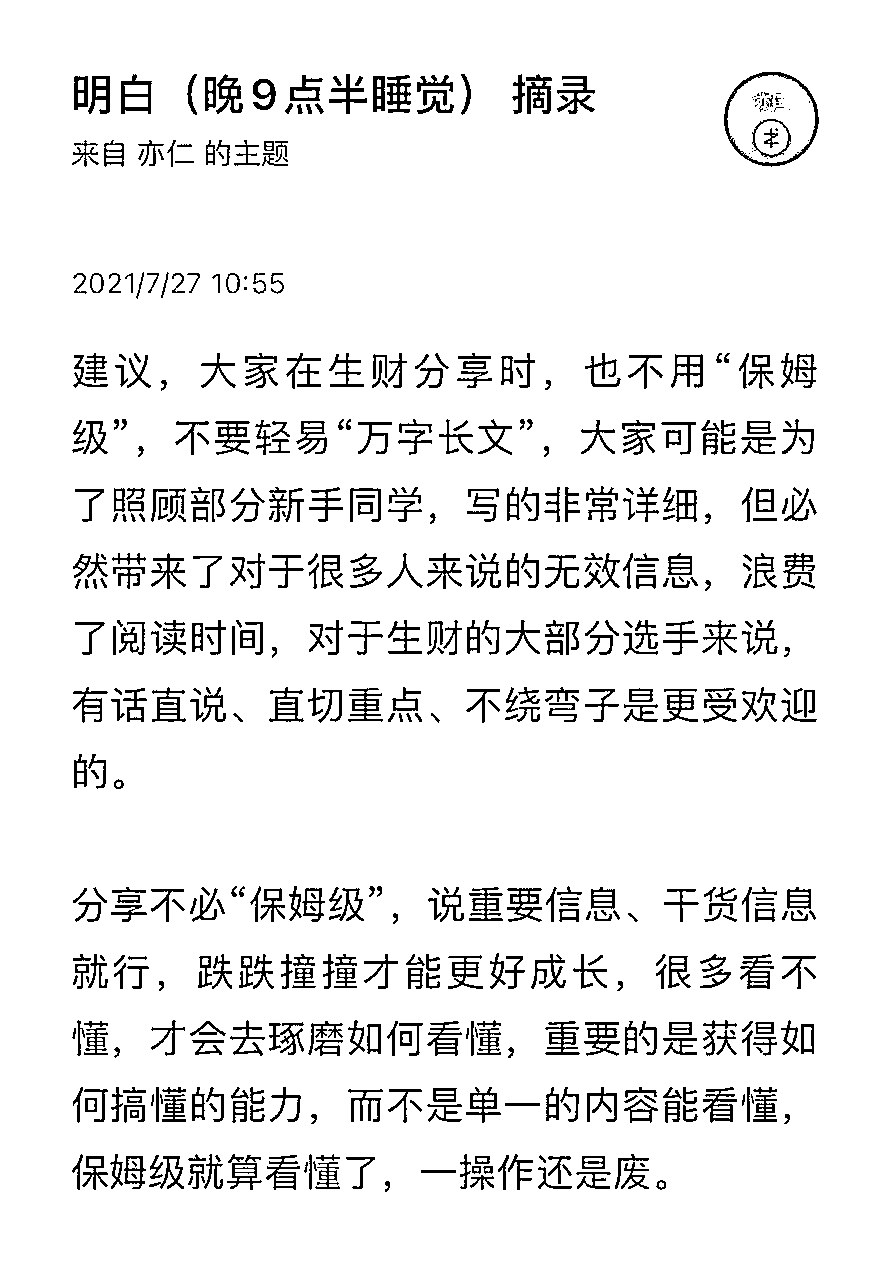 明白（晚9点半睡觉） 摘录
来自 亦仁 的主题
2021/7/27 10:55
建议，大家在生财分享时，也不用“保姆
级”，不要轻易“万字长文”，大家可能是为
了照顾部分新手同学，写的非常详细，但必
然带来了对于很多人来说的无效信息，浪费
了阅读时间，对于生财的大部分选手来说，
有话直说、直切重点、不绕弯子是更受欢迎
的。
分享不必“保姆级”，说重要信息、干货信息
就行，跌跌撞撞才能更好成长，很多看不
懂，才会去琢磨如何看懂，重要的是获得如
何搞懂的能力，而不是单一的内容能看懂，
保姆级就算看懂了，一操作还是废。